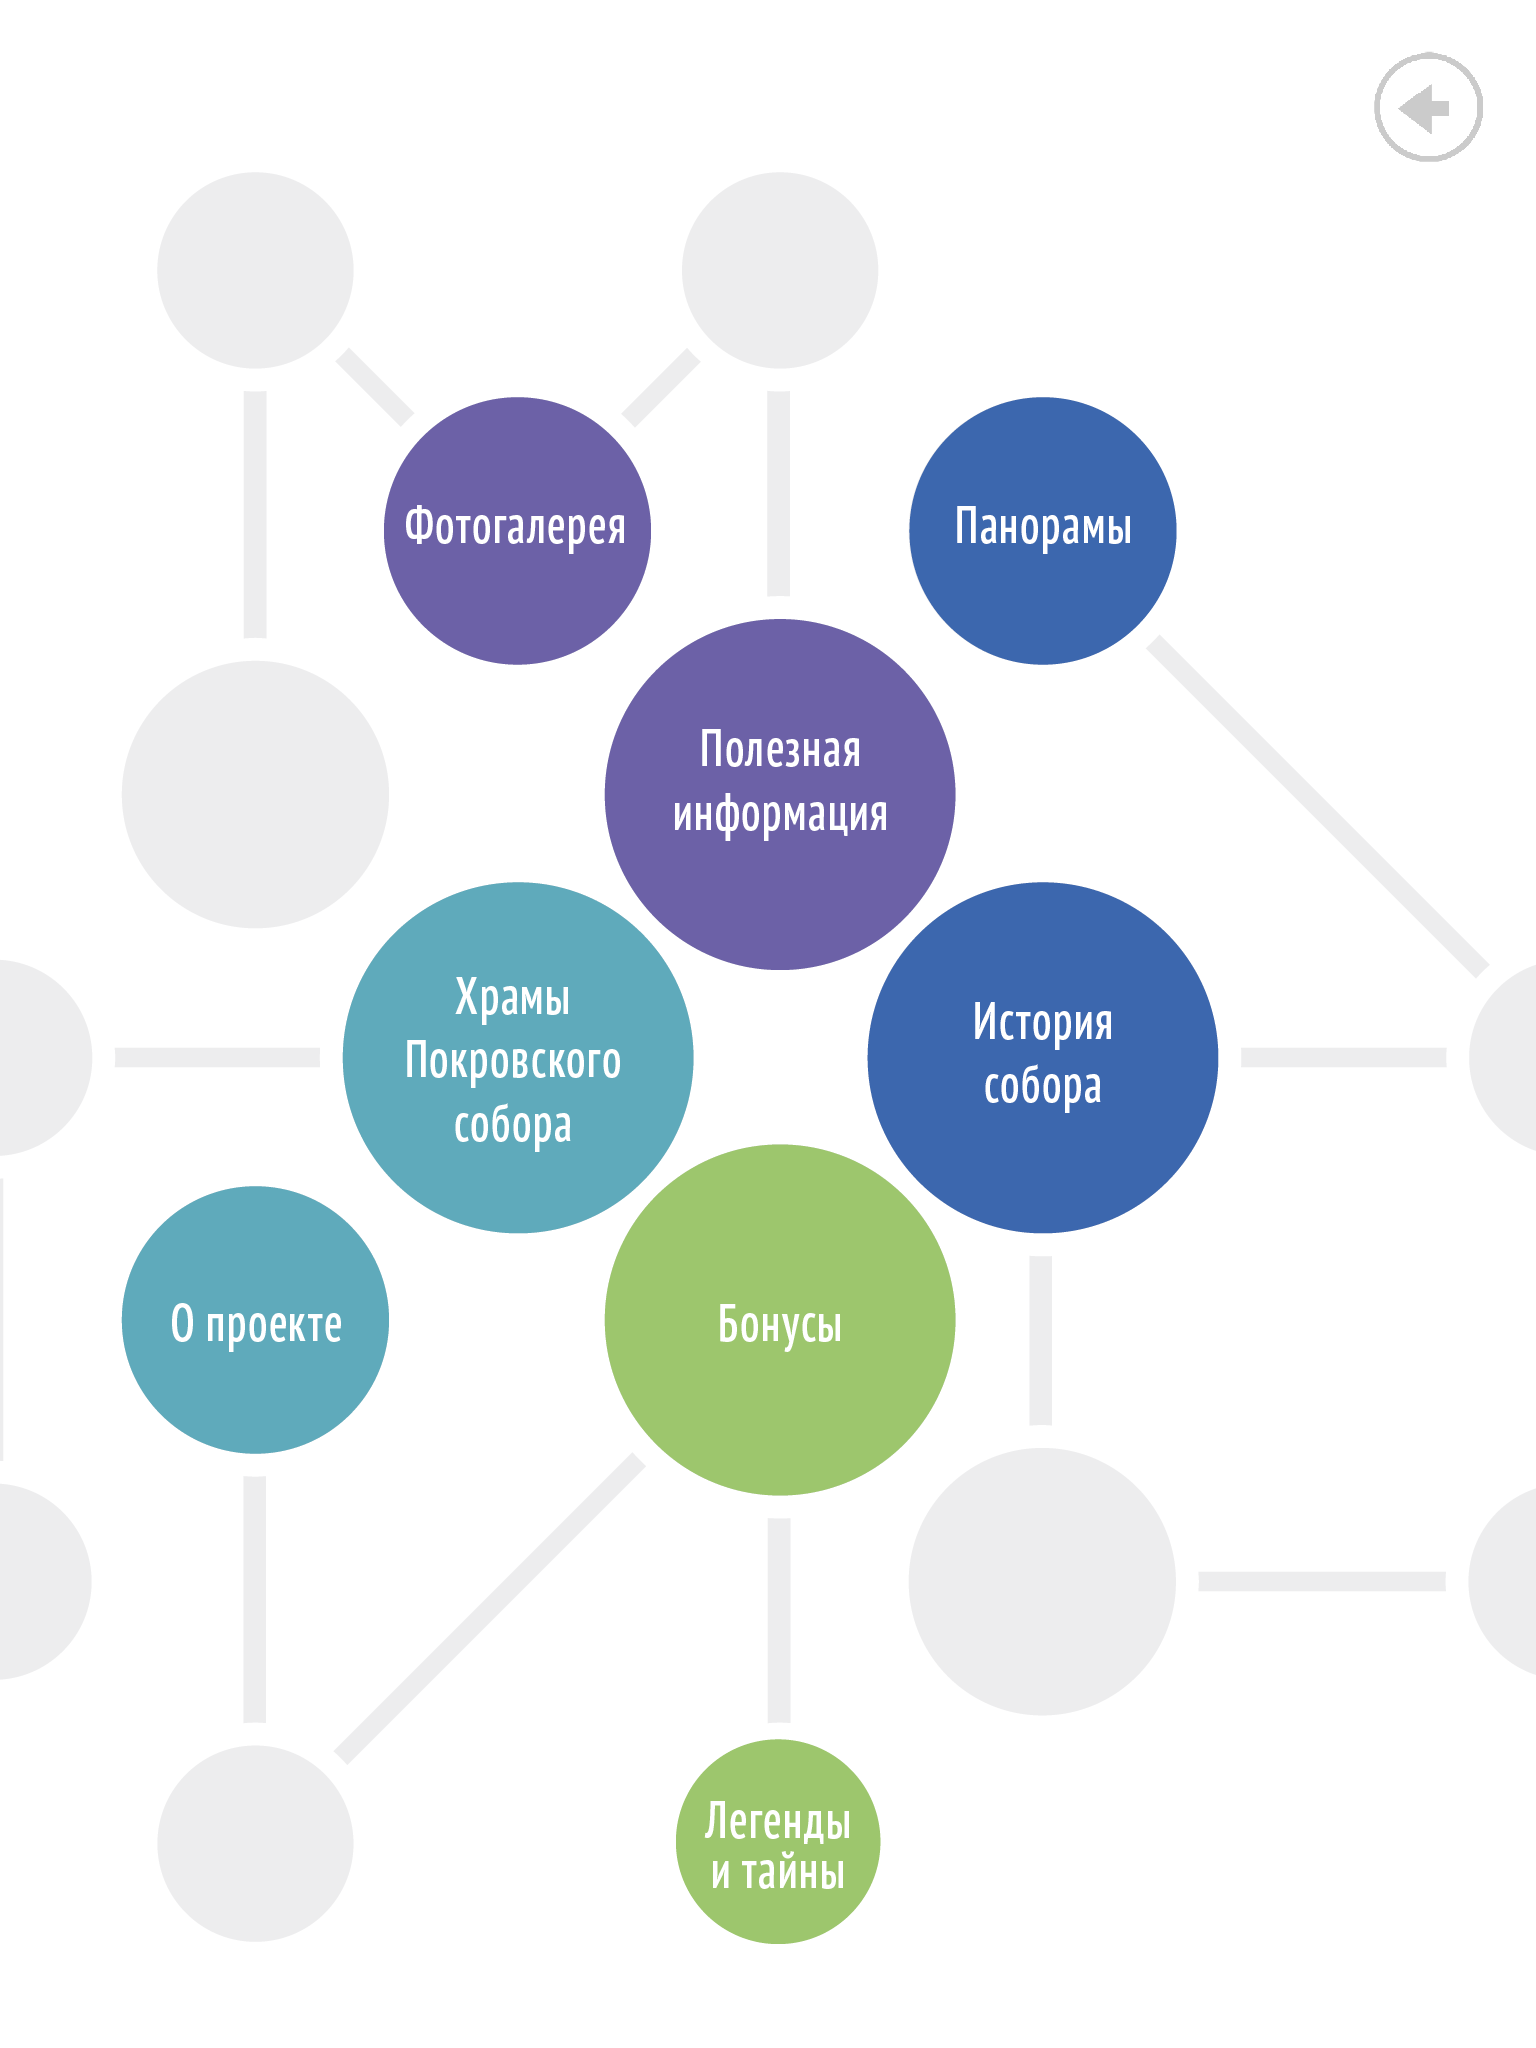 Фотогалерея
Панорамы
Полезная
информация
Храмы
Покровского
собора
История
собора
О проекте
Бонусы
Легенды
и тайны